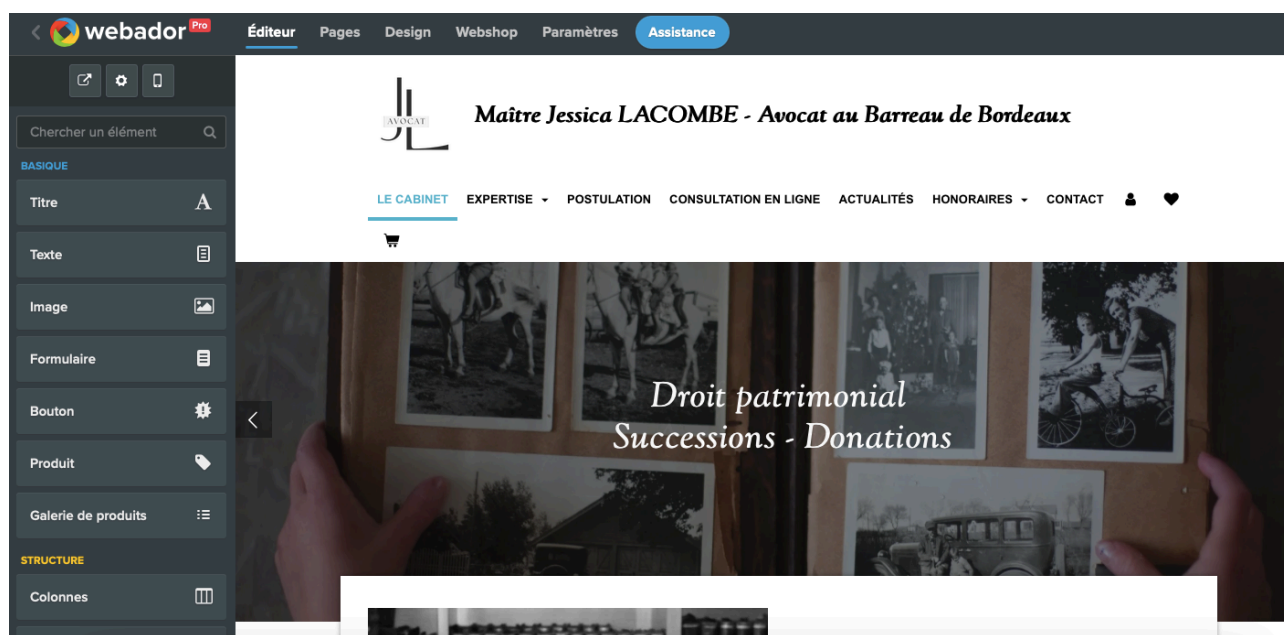 webador Pro
Éditeur Pages Design Webshop Paramètres Assistance
Chercher un élément
BASIQUE
Titre
A
Texte
Image
Formulaire
Bouton
Produit
Galerie de produits
STRUCTURE
Colonnes
JL
AVOCAT
Maître Jessica LACOMBE - Avocat au Barreau de Bordeaux
LE CABINET EXPERTISE POSTULATION CONSULTATION EN LIGNE ACTUALITÉS HONORAIRES CONTACT
Droit patrimonial
Successions - Donations